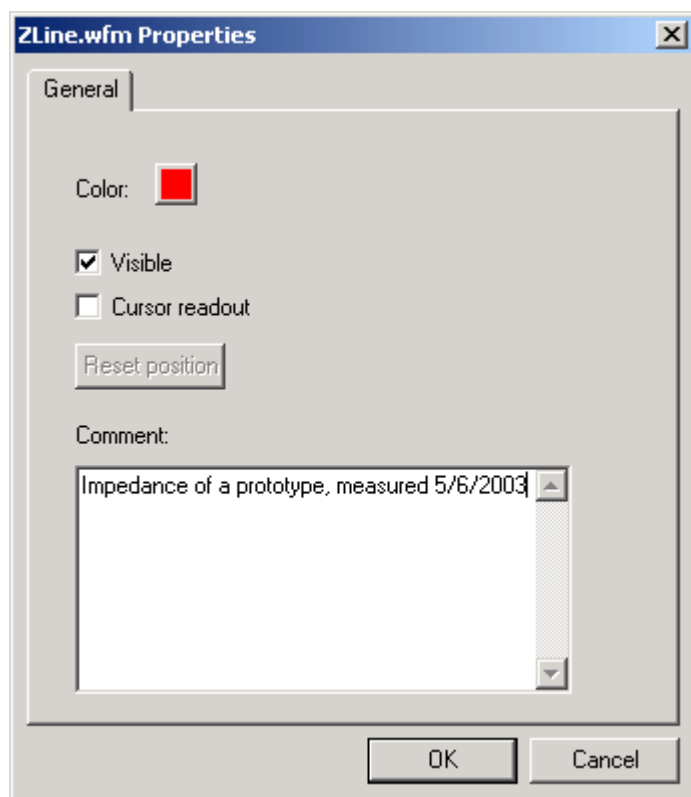 ZLine.wfm Properties
General
Color:
Visible
Cursor readout
Reset position
Comment:
Impedance of a prototype, measured 5/6/2003
OK Cancel